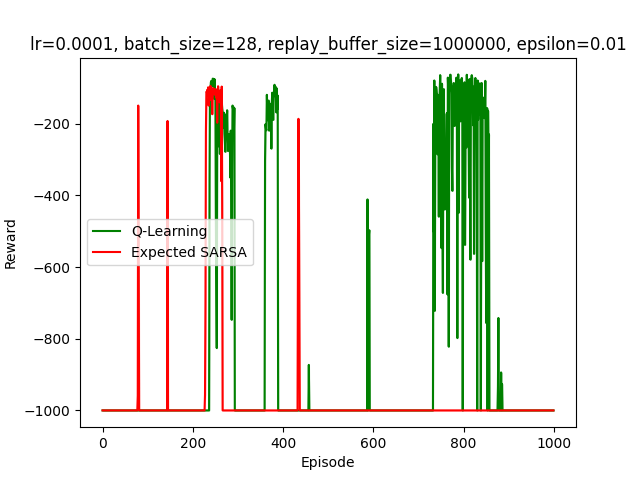 lr=0.0001, batch_size=128, replay_buffer_size=1000000, epsilon=0.01
Reward
−200
−400
−600
−800
−1000
Q-Learning
Expected SARSA
0
200
400
600
800
1000
Episode